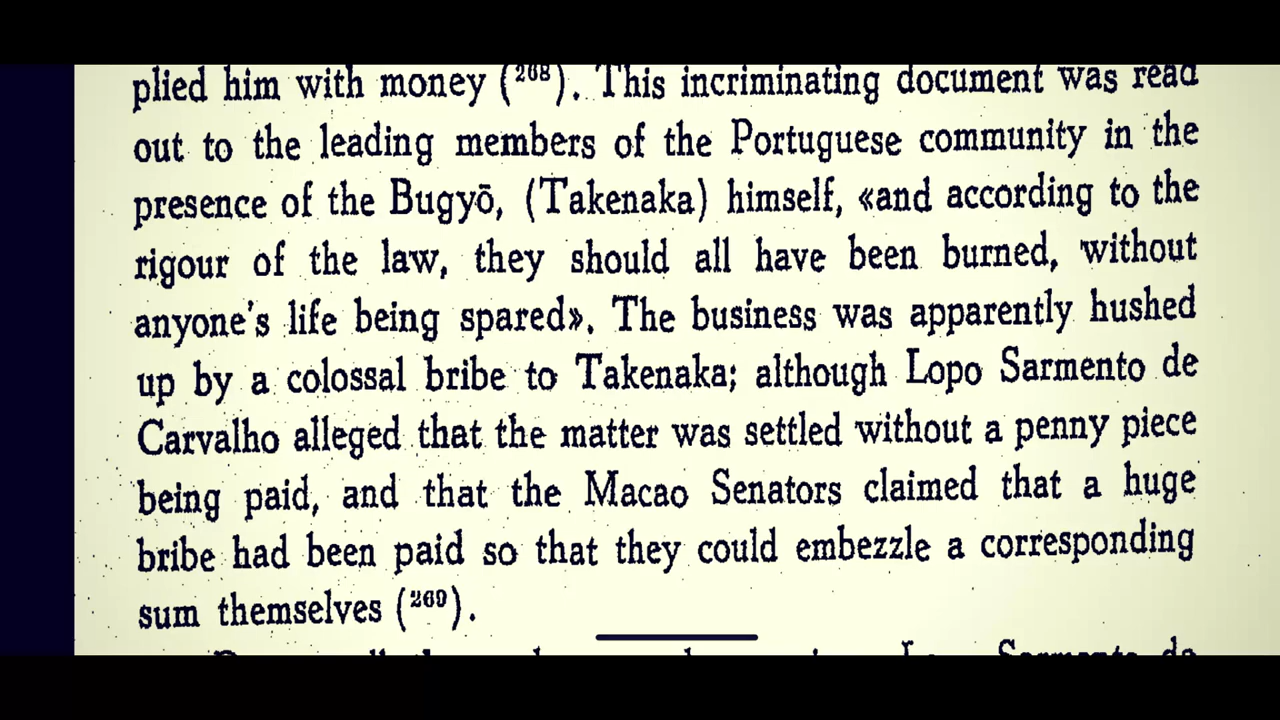 plied him with money (²⁶⁸). This incriminating document was read
out to the leading members of the Portuguese community in the
presence of the Bugyō, (Takenaka) himself, «and according to the
rigour of the law, they should all have been burned, without
anyone's life being spared». The business was apparently hushed
up by a colossal bribe to Takenaka; although Lopo Sarmento de
Carvalho alleged that the matter was settled without a penny piece
being paid, and that the Macao Senators claimed that a huge
bribe had been paid so that they could embezzle a corresponding
sum themselves (²⁶⁹).
Sarmento de